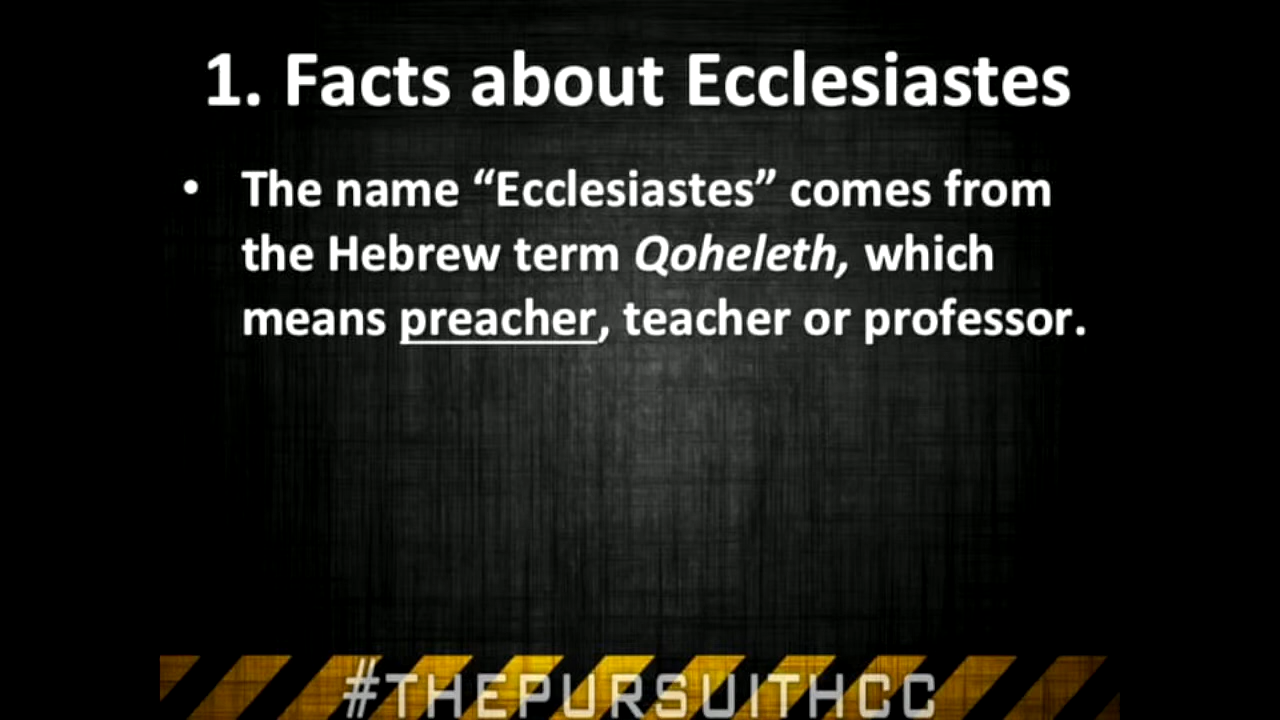 1. Facts about Ecclesiastes
• The name “Ecclesiastes” comes from
the Hebrew term Qoheleth, which
means preacher, teacher or professor.
#THEPURSUITHCC